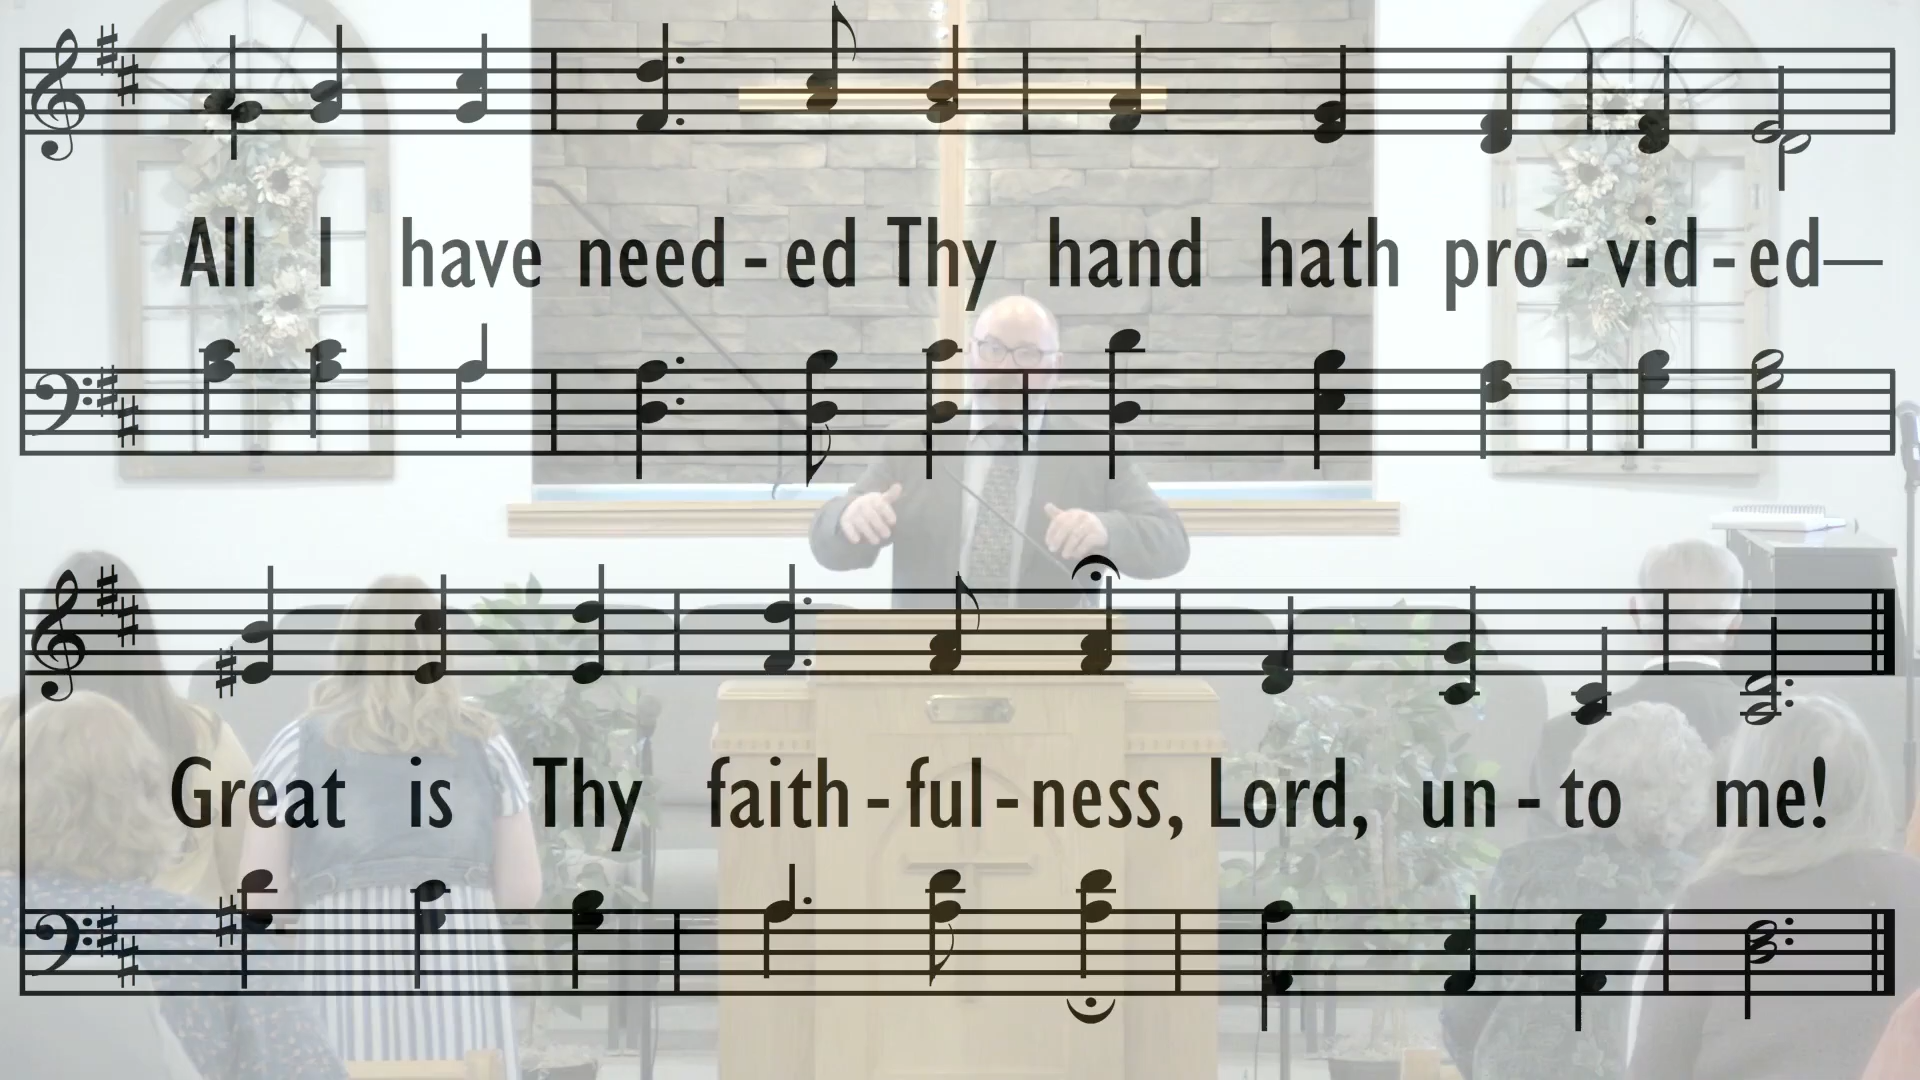 All I have need - ed Thy hand hath pro - vid - ed—
Great is Thy faith - ful - ness, Lord, un - to me!